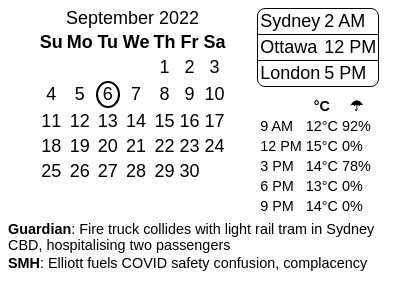 September 2022
Su Mo Tu We Th Fr Sa
1 2 3
4 5 6 7 8 9 10
11 12 13 14 15 16 17
18 19 20 21 22 23 24
25 26 27 28 29 30
Sydney 2 AM
Ottawa 12 PM
London 5 PM
°C ☂
9 AM 12°C 92%
12 PM 15°C 0%
3 PM 14°C 78%
6 PM 13°C 0%
9 PM 14°C 0%
Guardian: Fire truck collides with light rail tram in Sydney
CBD, hospitalising two passengers
SMH: Elliott fuels COVID safety confusion, complacency